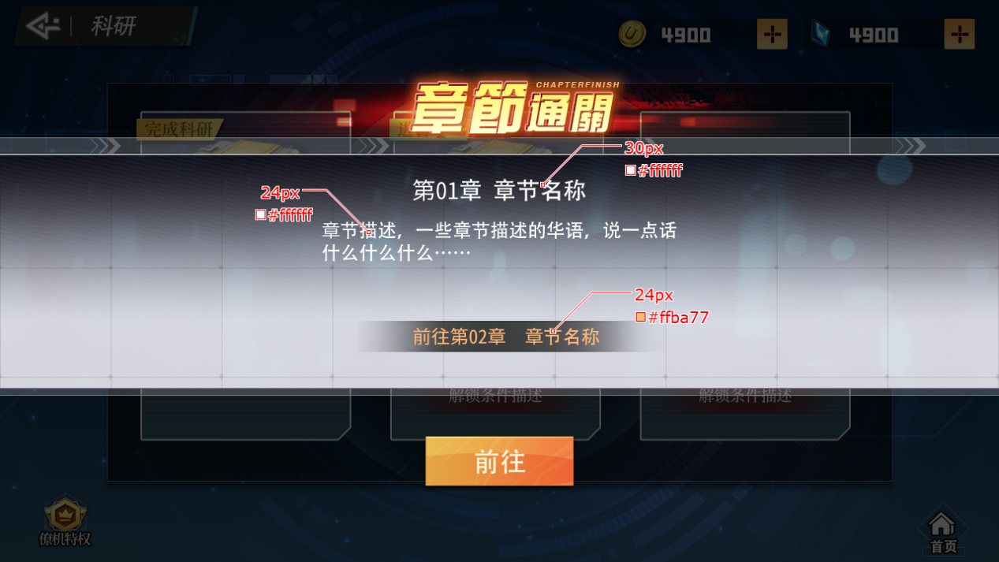 科研
4900
4900
CHAPTERFINISH
章節通關
完成科研
30px
#ffffff
24px
#ffffff
第01章 章节名称
章节描述，一些章节描述的华语，说一点话
什么什么什么……
24px
#ffba77
前往第02章 章节名称
解锁条件描述
解锁条件描述
前往
僚机特权
首页